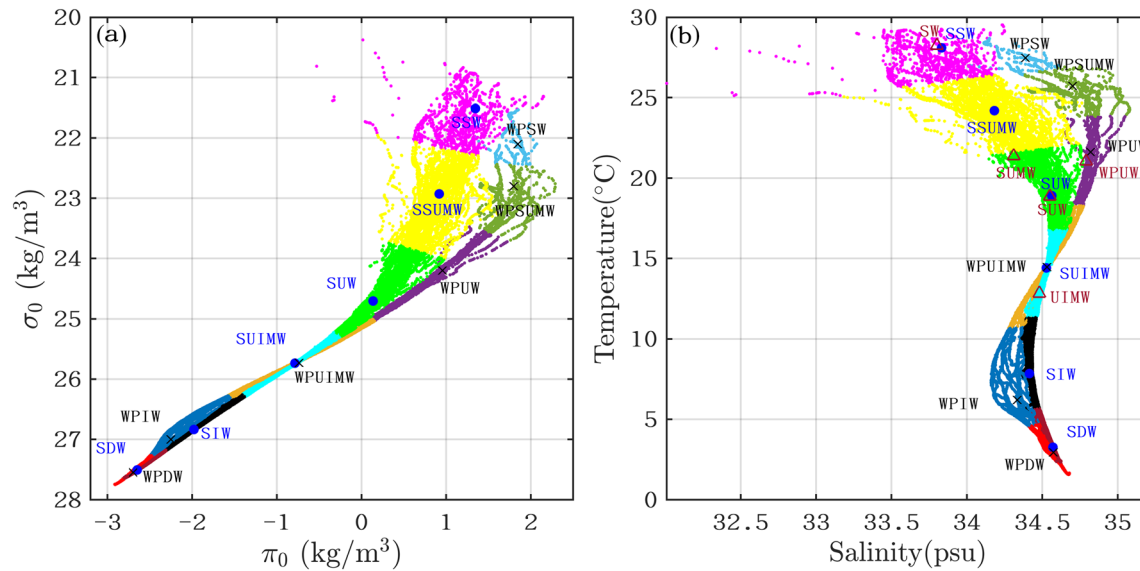 (a)
20
21
22
23
24
25
26
27
28
σ₀ (kg/m³)
SSW
WPSW
SSUMW
WPSUMW
SUW
WPUW
SUIMW
WPUIMW
WPIW
SIW
SDW
WPDW
-3 -2 -1 0 1 2
π₀ (kg/m³)
(b)
30
25
20
15
10
5
0
Temperature(°C)
SW SSW
WPSW
WPSUMW
SSUMW
SUMW
WPUW
WPUW
SUW
SUW
WPUIMW
SUIMW
UIMW
SIW
WPIW
SDW
WPDW
32.5 33 33.5 34 34.5 35
Salinity(psu)